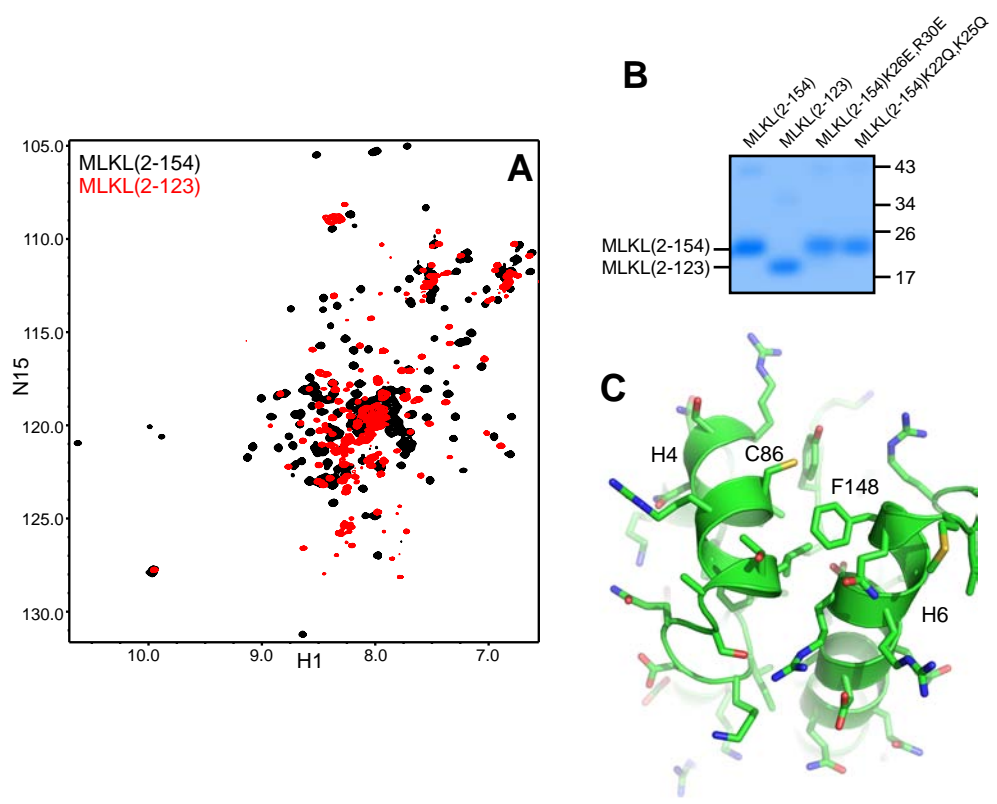 A
MLKL(2-154)
MLKL(2-123)
105.0
110.0
115.0
120.0
125.0
130.0
N15
10.0
9.0
8.0
7.0
H1
B
MLKL(2-154)
MLKL(2-123)
MLKL(2-154)K26E,R30E
MLKL(2-154)K22Q,K25Q
43
34
26
17
MLKL(2-154)
MLKL(2-123)
C
H4
C86
F148
H6